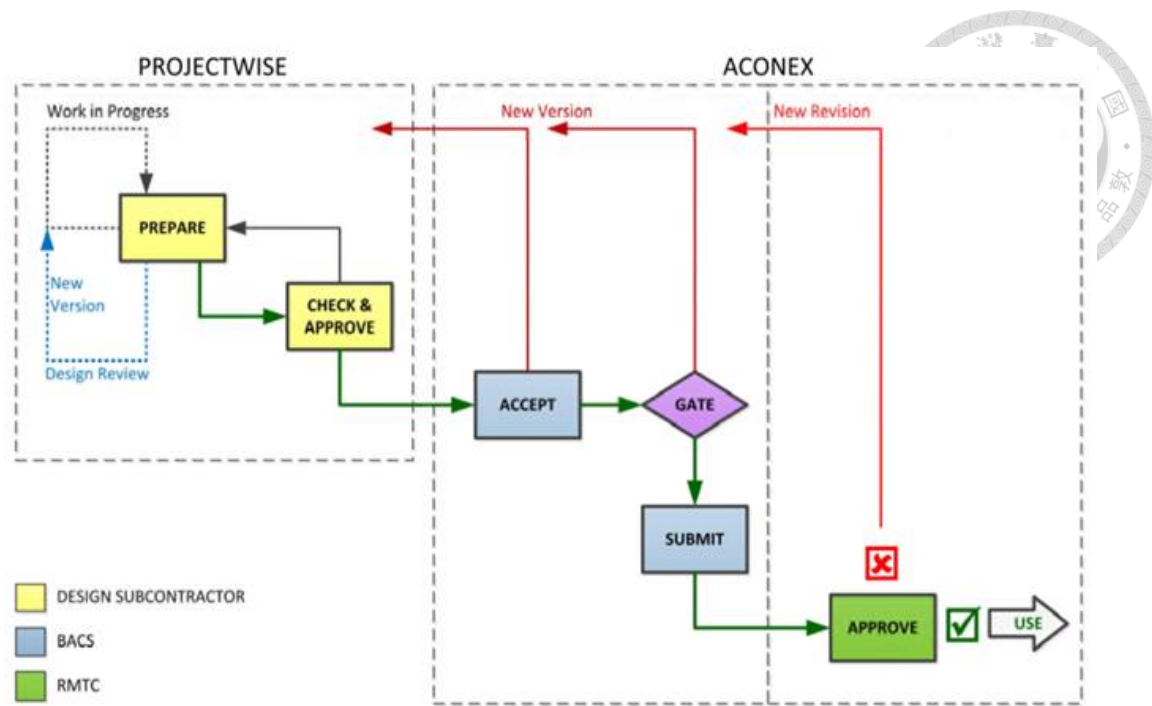 PROJECTWISE
ACONEX
Work in Progress
New Version
New Revision
PREPARE
New
Version
CHECK &
APPROVE
Design Review
ACCEPT
GATE
SUBMIT
APPROVE
USE
DESIGN SUBCONTRACTOR
BACS
RMTC